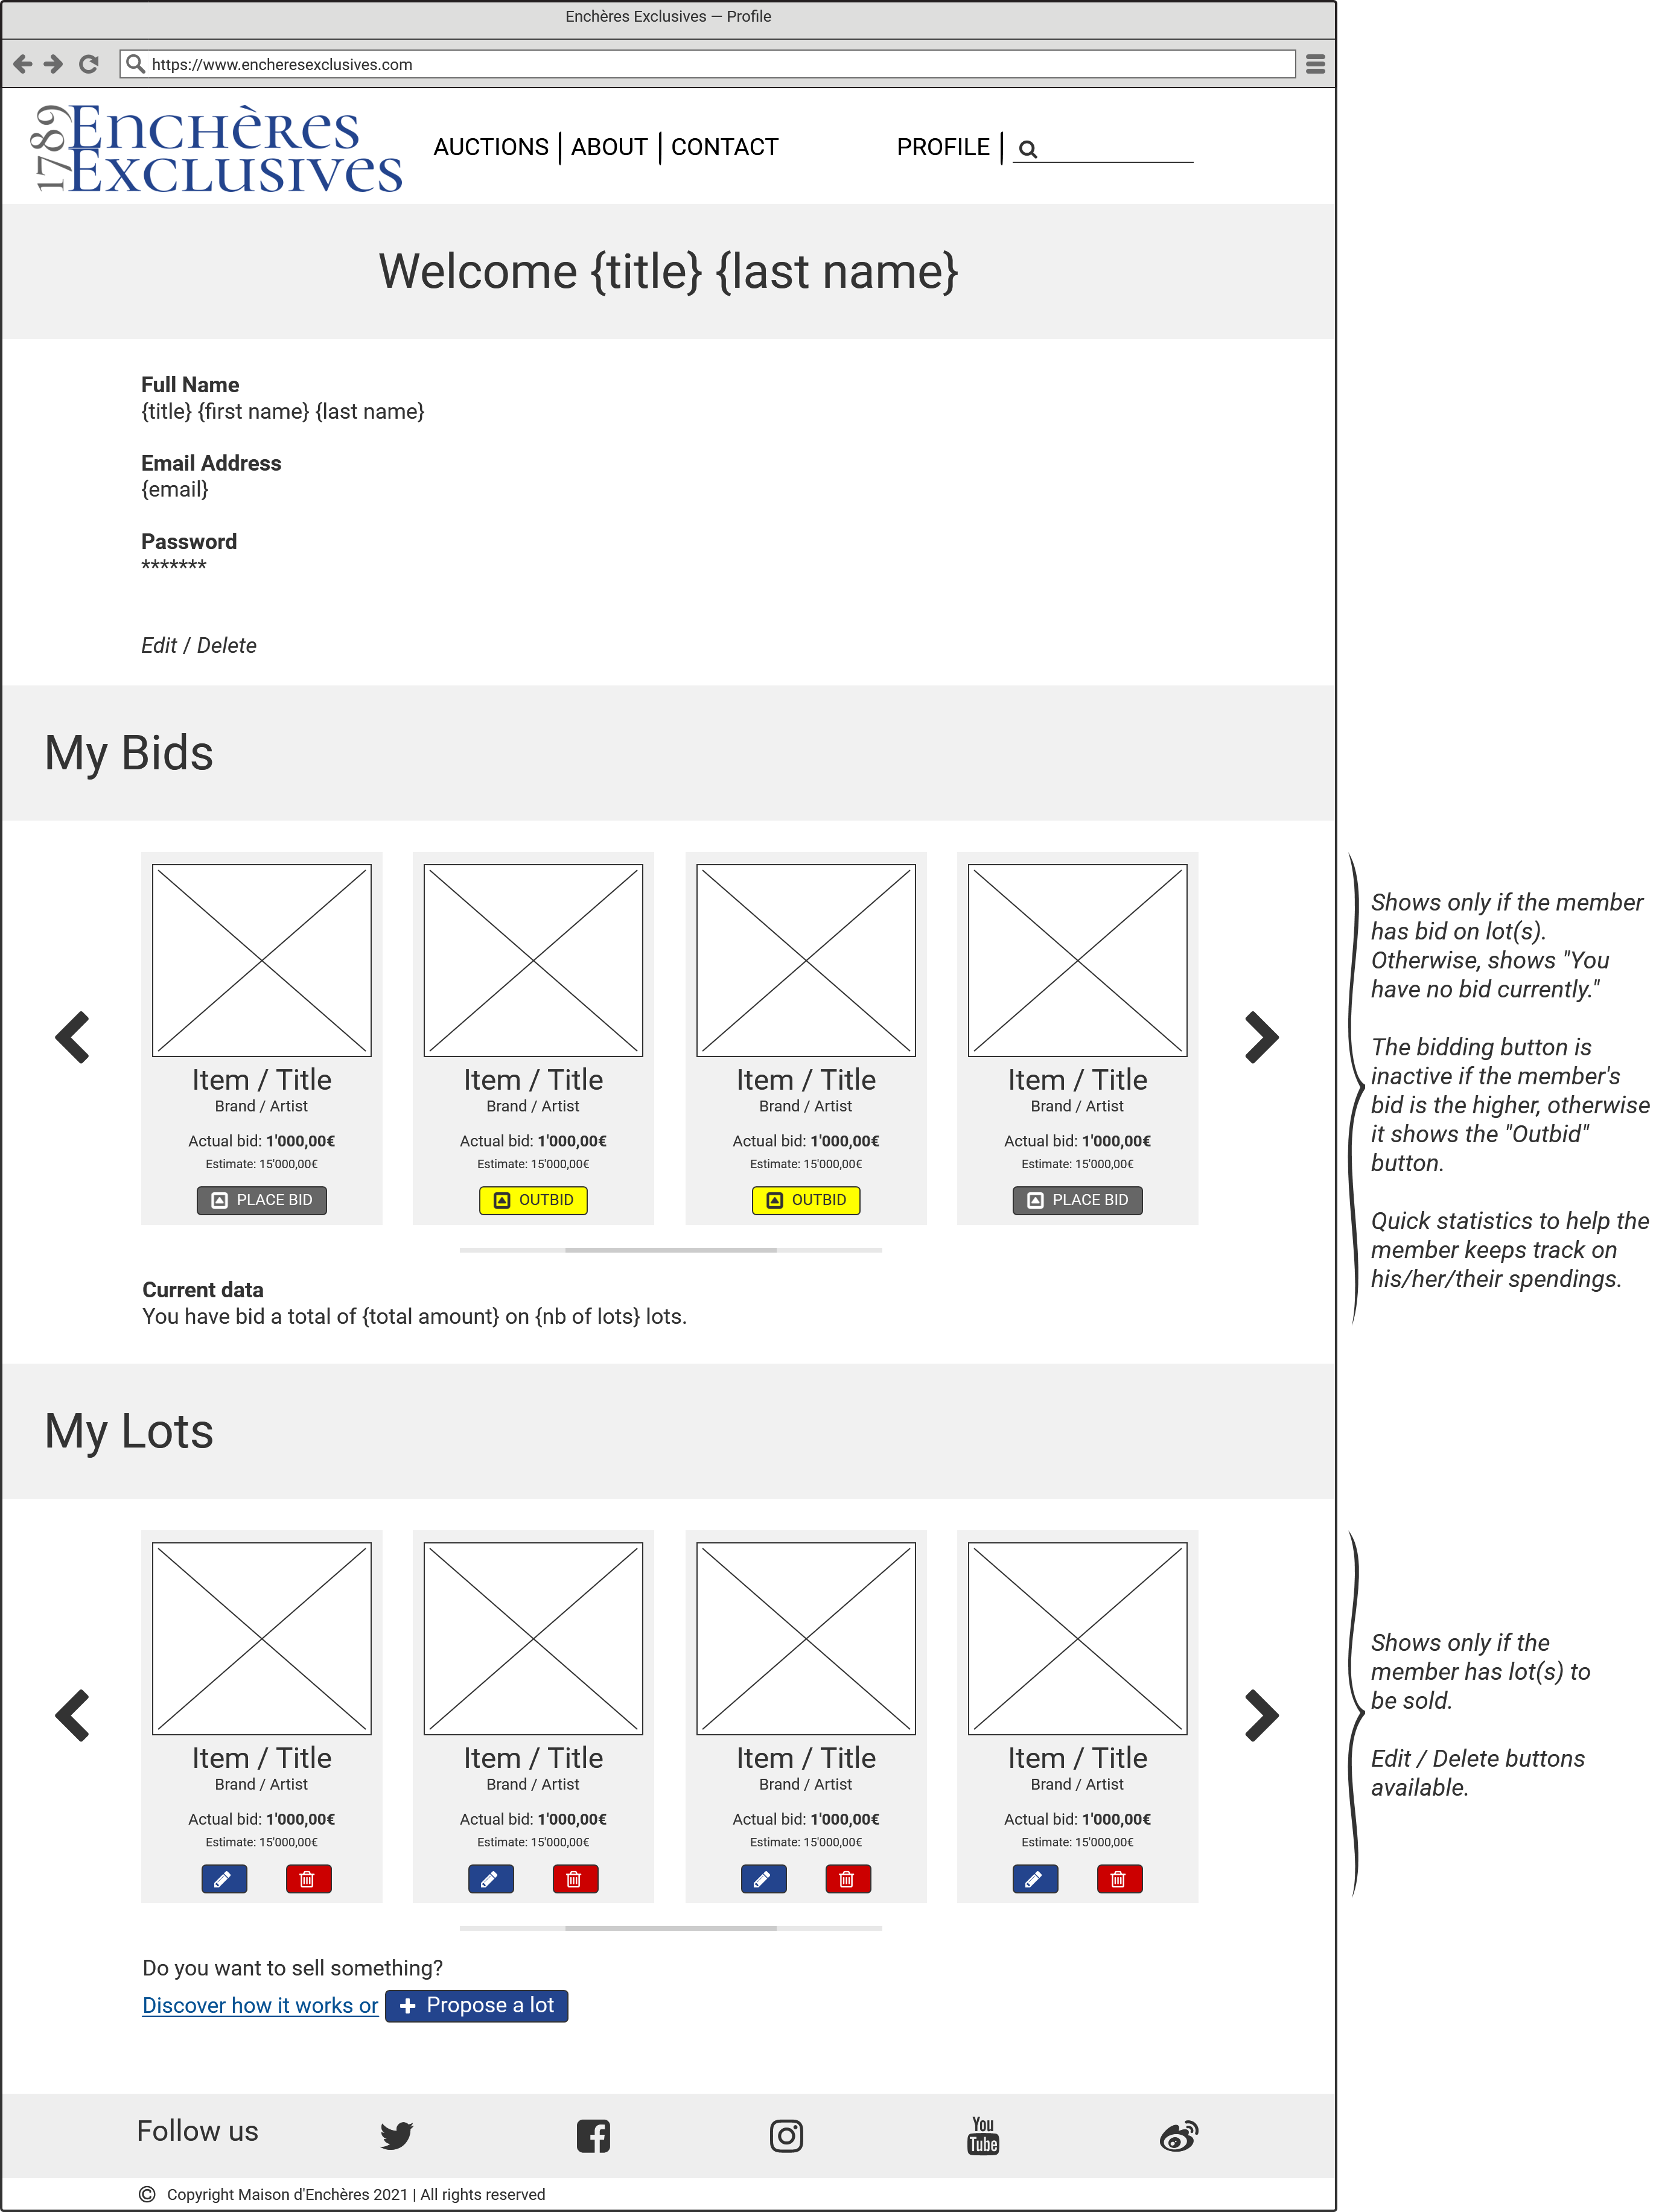 Enchères Exclusives — Profile
https://www.encheresexclusives.com
1789
Enchères
Exclusives
AUCTIONS | ABOUT | CONTACT
PROFILE |
Welcome {title} {last name}
Full Name
{title} {first name} {last name}
Email Address
{email}
Password
*******
Edit / Delete
My Bids
Item / Title
Brand / Artist
Actual bid: 1'000,00€
Estimate: 15'000,00€
PLACE BID
Item / Title
Brand / Artist
Actual bid: 1'000,00€
Estimate: 15'000,00€
OUTBID
Item / Title
Brand / Artist
Actual bid: 1'000,00€
Estimate: 15'000,00€
OUTBID
Item / Title
Brand / Artist
Actual bid: 1'000,00€
Estimate: 15'000,00€
PLACE BID
Shows only if the member
has bid on lot(s).
Otherwise, shows "You
have no bid currently."
The bidding button is
inactive if the member's
bid is the higher, otherwise
it shows the "Outbid"
button.
Quick statistics to help the
member keeps track on
his/her/their spendings.
Current data
You have bid a total of {total amount} on {nb of lots} lots.
My Lots
Item / Title
Brand / Artist
Actual bid: 1'000,00€
Estimate: 15'000,00€
Item / Title
Brand / Artist
Actual bid: 1'000,00€
Estimate: 15'000,00€
Item / Title
Brand / Artist
Actual bid: 1'000,00€
Estimate: 15'000,00€
Item / Title
Brand / Artist
Actual bid: 1'000,00€
Estimate: 15'000,00€
Shows only if the
member has lot(s) to
be sold.
Edit / Delete buttons
available.
Do you want to sell something?
Discover how it works or + Propose a lot
Follow us
You
Tube
© Copyright Maison d'Enchères 2021 | All rights reserved